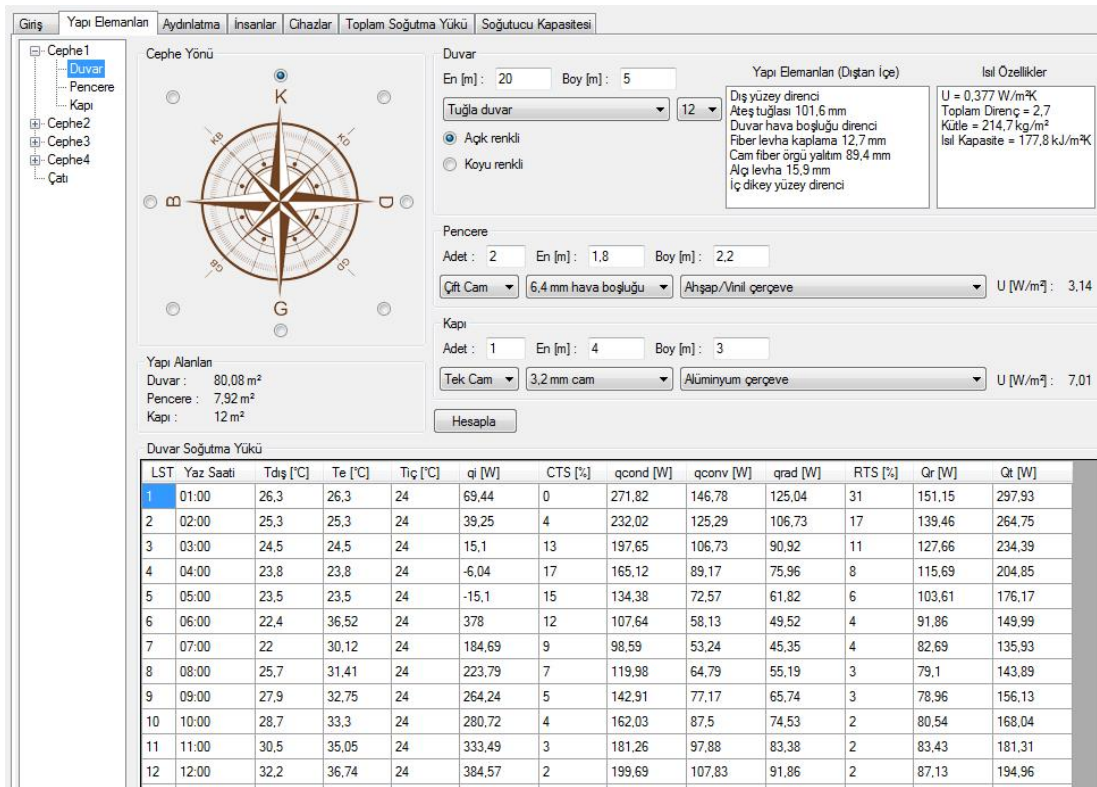 Giriş Yapı Elemanları Aydınlatma İnsanlar Cihazlar Toplam Soğutma Yükü Soğutucu Kapasitesi
Cephe1
Duvar
Pencere
Kapı
Cephe2
Cephe3
Cephe4
Çatı
Cephe Yönü
K
KB
KD
B
D
GB
GD
G
Yapı Alanları
Duvar : 80,08 m²
Pencere : 7,92 m²
Kapı : 12 m²
Duvar
En [m] : 20 Boy [m] : 5
Tuğla duvar 12
Açık renkli
Koyu renkli
Yapı Elemanları (Dıştan İçe)
Dış yüzey direnci
Ateş tuğlası 101,6 mm
Duvar hava boşluğu direnci
Fiber levha kaplama 12,7 mm
Cam fiber örgü yalıtım 89,4 mm
Alçı levha 15,9 mm
İç dikey yüzey direnci
Isıl Özellikler
U = 0,377 W/m²K
Toplam Direnç = 2,7
Kütle = 214,7 kg/m²
Isıl Kapasite = 177,8 kJ/m²K
Pencere
Adet : 2 En [m] : 1,8 Boy [m] : 2,2
Çift Cam 6,4 mm hava boşluğu Ahşap/Vinil çerçeve U [W/m²] : 3,14
Kapı
Adet : 1 En [m] : 4 Boy [m] : 3
Tek Cam 3,2 mm cam Alüminyum çerçeve U [W/m²] : 7,01
Hesapla
Duvar Soğutma Yükü
LST Yaz Saati Tdış [°C] Te [°C] Tiç [°C] qi [W] CTS [%] qcond [W] qconv [W] qrad [W] RTS [%] Qr [W] Qt [W]
1 01:00 26,3 26,3 24 69,44 0 271,82 146,78 125,04 31 151,15 297,93
2 02:00 25,3 25,3 24 39,25 4 232,02 125,29 106,73 17 139,46 264,75
3 03:00 24,5 24,5 24 15,1 13 197,65 106,73 90,92 11 127,66 234,39
4 04:00 23,8 23,8 24 -6,04 17 165,12 89,17 75,96 8 115,69 204,85
5 05:00 23,5 23,5 24 -15,1 15 134,38 72,57 61,82 6 103,61 176,17
6 06:00 22,4 36,52 24 378 12 107,64 58,13 49,52 4 91,86 149,99
7 07:00 22 30,12 24 184,69 9 98,59 53,24 45,35 4 82,69 135,93
8 08:00 25,7 31,41 24 223,79 7 119,98 64,79 55,19 3 79,1 143,89
9 09:00 27,9 32,75 24 264,24 5 142,91 77,17 65,74 3 78,96 156,13
10 10:00 28,7 33,3 24 280,72 4 162,03 87,5 74,53 2 80,54 168,04
11 11:00 30,5 35,05 24 333,49 3 181,26 97,88 83,38 2 83,43 181,31
12 12:00 32,2 36,74 24 384,57 2 199,69 107,83 91,86 2 87,13 194,96